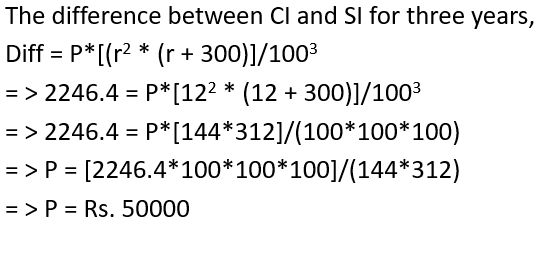 The difference between CI and SI for three years,
Diff = P*[(r² * (r + 300)]/100³
= > 2246.4 = P*[12² * (12 + 300)]/100³
= > 2246.4 = P*[144*312]/(100*100*100)
= > P = [2246.4*100*100*100]/(144*312)
= > P = Rs. 50000